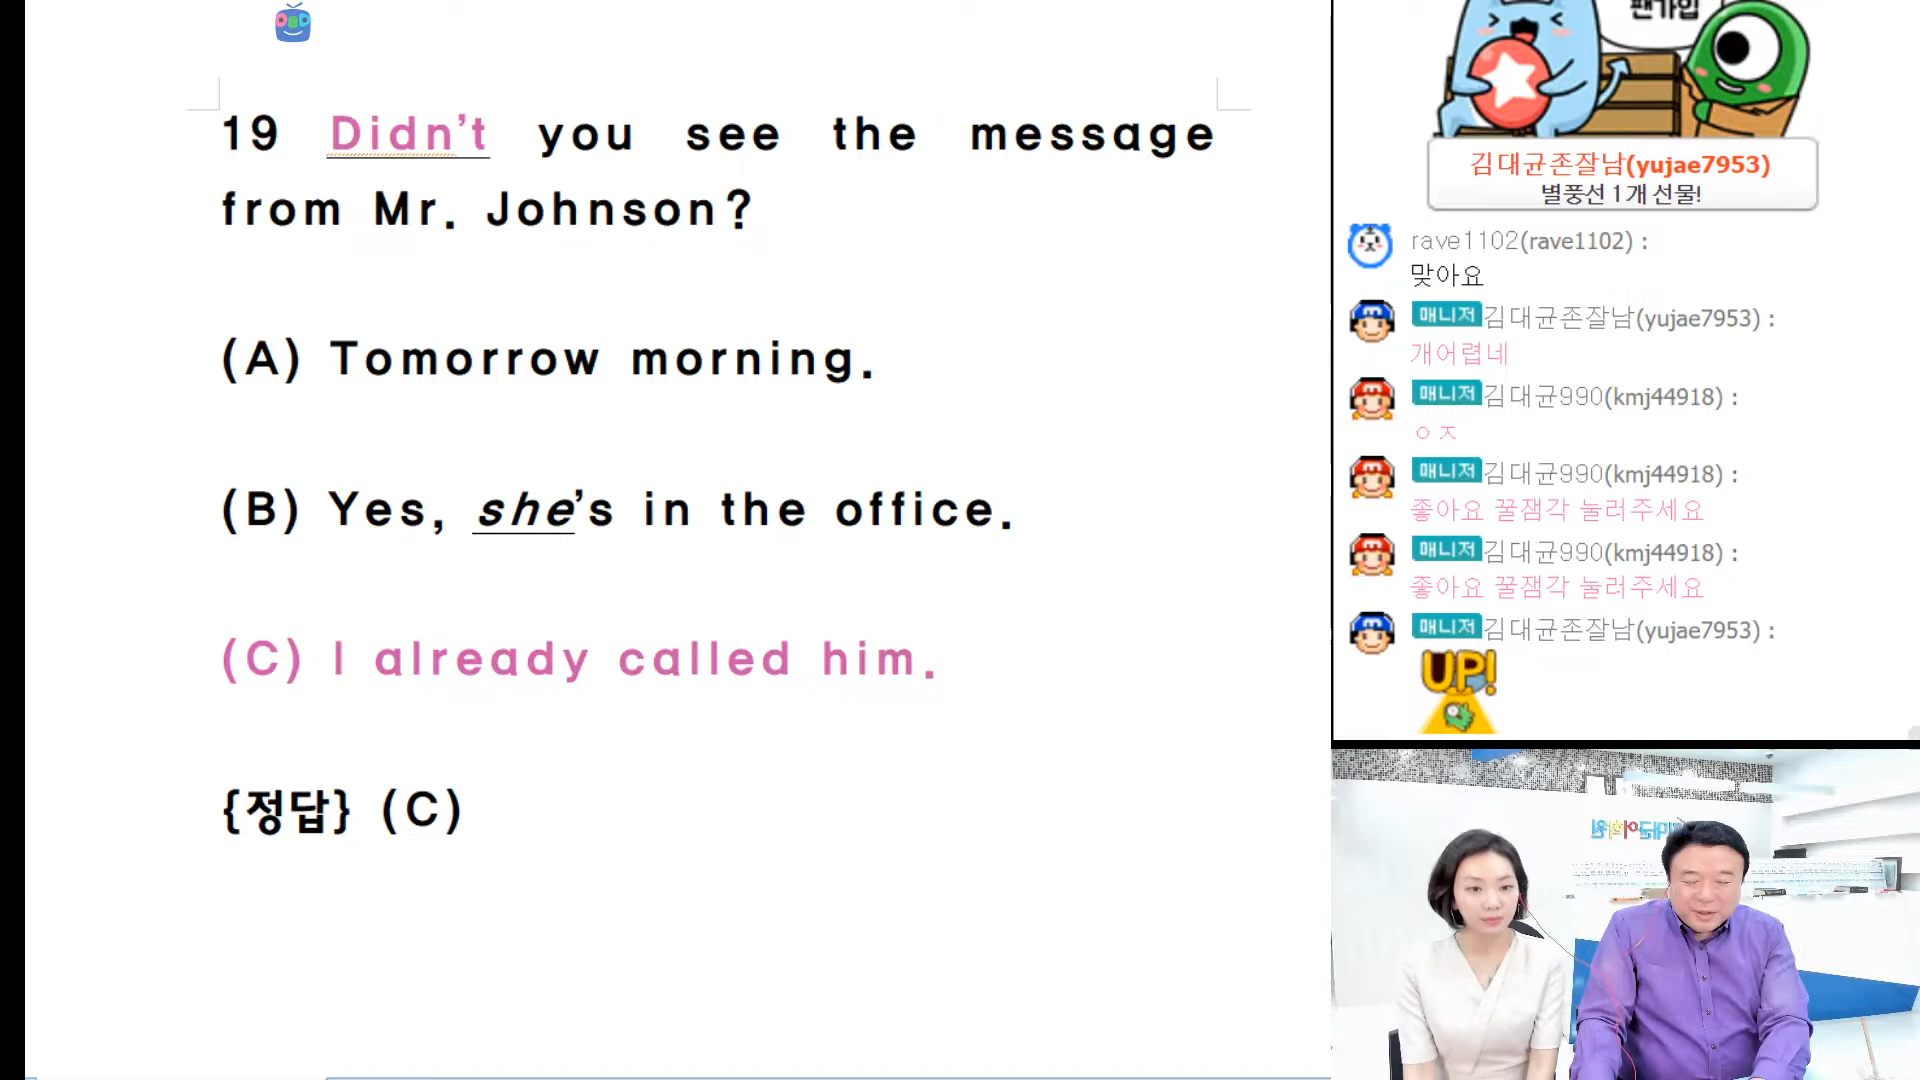 19 Didn't you see the message
from Mr. Johnson?
(A) Tomorrow morning.
(B) Yes, she's in the office.
(C) I already called him.
{정답} (C)
팬가입
김대균존잘남(yujae7953)
별풍선 1개 선물!
rave1102(rave1102) :
맞아요
매니저 김대균존잘남(yujae7953) :
개어렵네
매니저 김대균990(kmj44918) :
ㅇㅈ
매니저 김대균990(kmj44918) :
좋아요 꿀잼각 눌러주세요
매니저 김대균990(kmj44918) :
좋아요 꿀잼각 눌러주세요
매니저 김대균존잘남(yujae7953) :
UP!